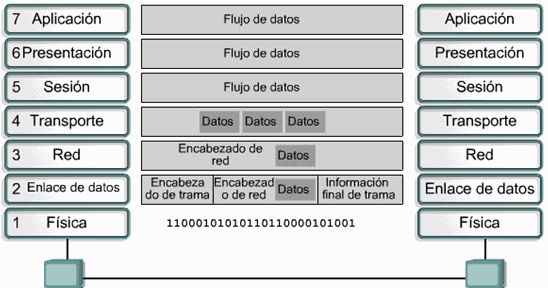 7 Aplicación Flujo de datos Aplicación
6 Presentación Flujo de datos Presentación
5 Sesión Flujo de datos Sesión
4 Transporte Datos Datos Datos Transporte
3 Red Encabezado de red Datos Red
2 Enlace de datos Encabeza do de trama Encabezad o de red Datos Información final de trama Enlace de datos
1 Física 1100010101011011000010​1001 Física